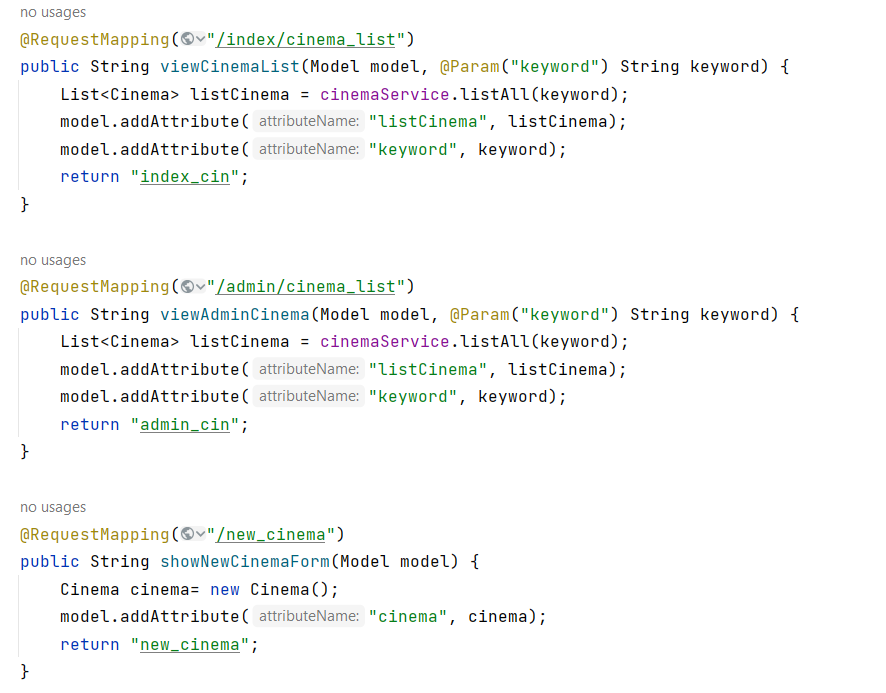 no usages
@RequestMapping("/index/cinema_list")
public String viewCinemaList(Model model, @Param("keyword") String keyword) {
    List<Cinema> listCinema = cinemaService.listAll(keyword);
    model.addAttribute( attributeName: "listCinema", listCinema);
    model.addAttribute( attributeName: "keyword", keyword);
    return "index_cin";
}
no usages
@RequestMapping("/admin/cinema_list")
public String viewAdminCinema(Model model, @Param("keyword") String keyword) {
    List<Cinema> listCinema = cinemaService.listAll(keyword);
    model.addAttribute( attributeName: "listCinema", listCinema);
    model.addAttribute( attributeName: "keyword", keyword);
    return "admin_cin";
}
no usages
@RequestMapping("/new_cinema")
public String showNewCinemaForm(Model model) {
    Cinema cinema= new Cinema();
    model.addAttribute( attributeName: "cinema", cinema);
    return "new_cinema";
}